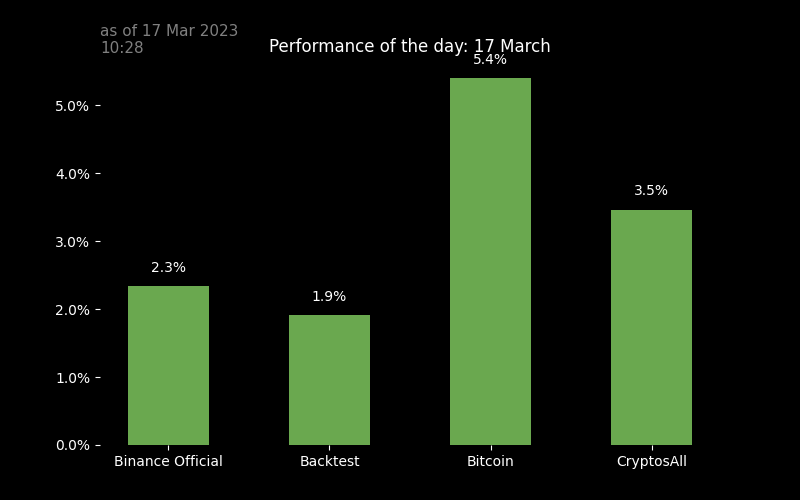 as of 17 Mar 2023
10:28
Performance of the day: 17 March
5.4%
5.0%
4.0%
3.5%
3.0%
2.3%
2.0%
1.9%
1.0%
0.0%
Binance Official
Backtest
Bitcoin
CryptosAll